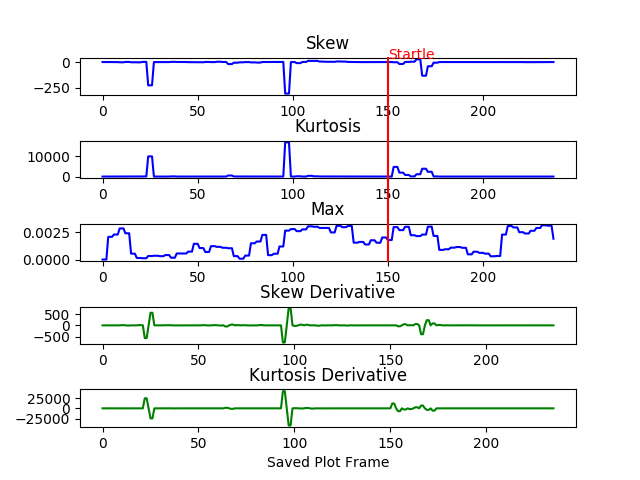 Skew
Startle
0
−250
0 50 100 150 200
Kurtosis
10000
0
0 50 100 150 200
Max
0.0025
0.0000
0 50 100 150 200
Skew Derivative
500
0
−500
0 50 100 150 200
Kurtosis Derivative
25000
0
−25000
0 50 100 150 200
Saved Plot Frame